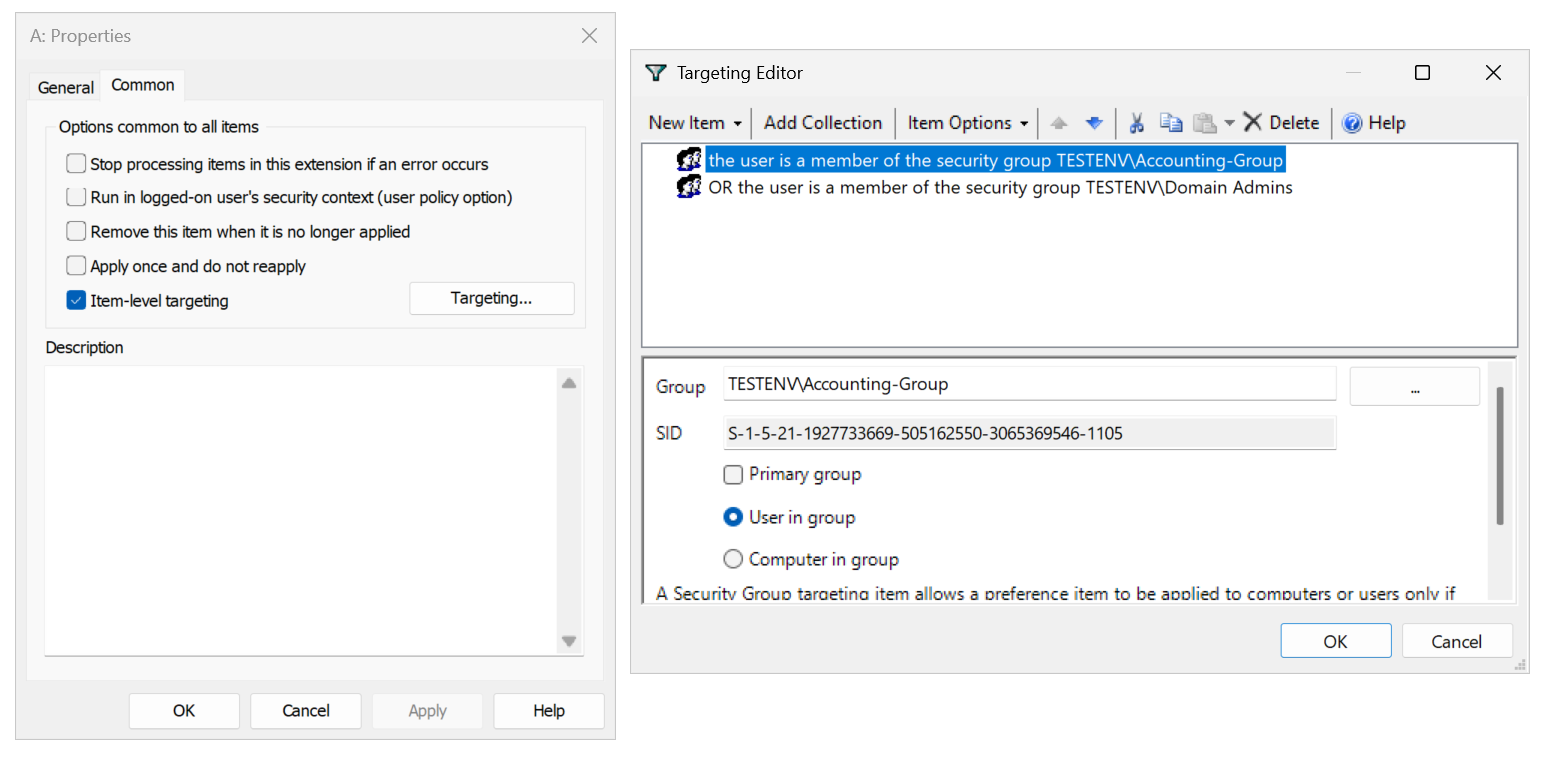 A: Properties
General
Common
Options common to all items
Stop processing items in this extension if an error occurs
Run in logged-on user's security context (user policy option)
Remove this item when it is no longer applied
Apply once and do not reapply
Item-level targeting
Targeting...
Description
OK
Cancel
Apply
Help
Targeting Editor
New Item
Add Collection
Item Options
Delete
Help
the user is a member of the security group TESTENV\Accounting-Group
OR the user is a member of the security group TESTENV\Domain Admins
Group
TESTENV\Accounting-Group
...
SID
S-1-5-21-1927733669-505162550-3065369546-1105
Primary group
User in group
Computer in group
A Security Group targeting item allows a preference item to be applied to computers or users only if
OK
Cancel